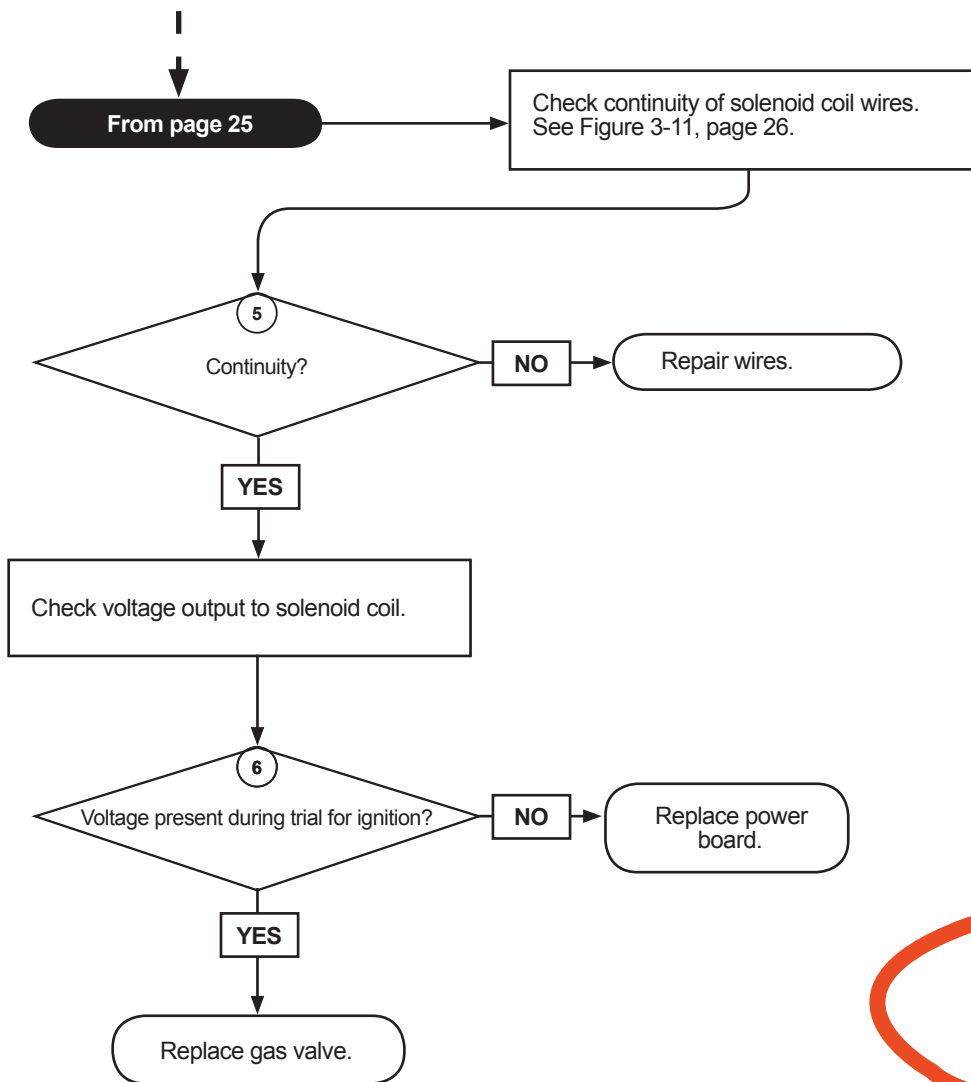 From page 25
Check continuity of solenoid coil wires.
See Figure 3-11, page 26.
5
Continuity?
NO
Repair wires.
YES
Check voltage output to solenoid coil.
6
Voltage present during trial for ignition?
NO
Replace power
board.
YES
Replace gas valve.